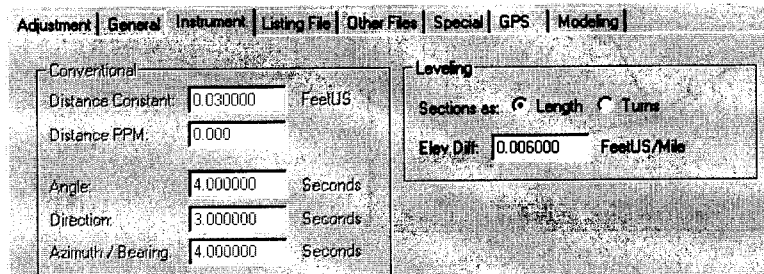 Adjustment General Instrument Listing File Other Files Special GPS Modeling
Conventional
Distance Constant: 0.030000 FeetUS
Distance PPM: 0.000
Angle: 4.000000 Seconds
Direction: 3.000000 Seconds
Azimuth / Bearing: 4.000000 Seconds
Leveling
Sections as: Length Turns
Elev Diff: 0.006000 FeetUS/Mile